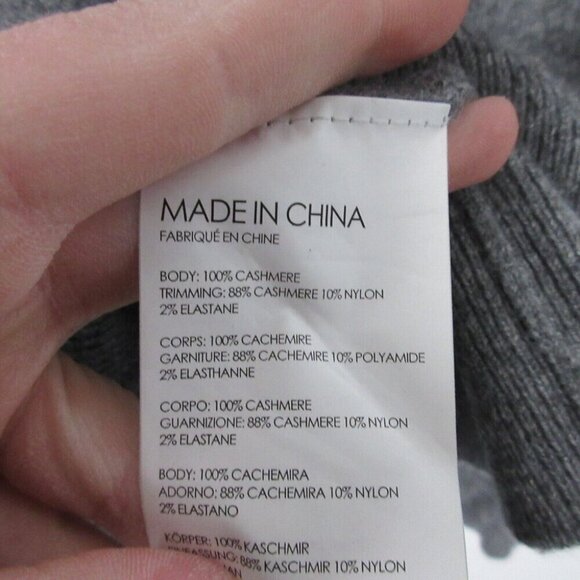 MADE IN CHINA
FABRIQUÉ EN CHINE
BODY: 100% CASHMERE
TRIMMING: 88% CASHMERE 10% NYLON
2% ELASTANE
CORPS: 100% CACHEMIRE
GARNITURE: 88% CACHEMIRE 10% POLYAMIDE
2% ELASTHANNE
CORPO: 100% CASHMERE
GUARNIZIONE: 88% CASHMERE 10% NYLON
2% ELASTANE
BODY: 100% CACHEMIRA
ADORNO: 88% CACHEMIRA 10% NYLON
2% ELASTANO
KÖRPER: 100% KASCHMIR
88% KASCHMIR 10% NYLON